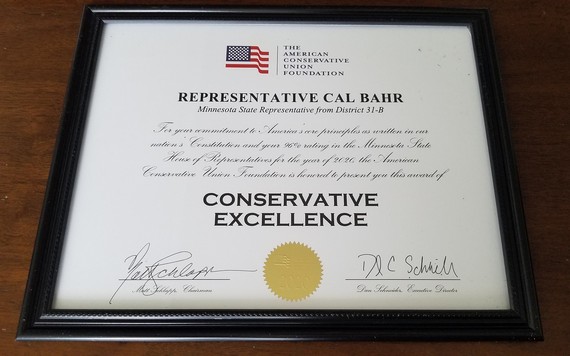 THE
AMERICAN
CONSERVATIVE
UNION
FOUNDATION
REPRESENTATIVE CAL BAHR
Minnesota State Representative from District 31-B
For your commitment to America's core principles as written in our
nation's Constitution and your 96% rating in the Minnesota State
House of Representatives for the year of 2020, the American
Conservative Union Foundation is honored to present you this award of
CONSERVATIVE
EXCELLENCE
Matt Schlapp, Chairman
Dan Schneider, Executive Director